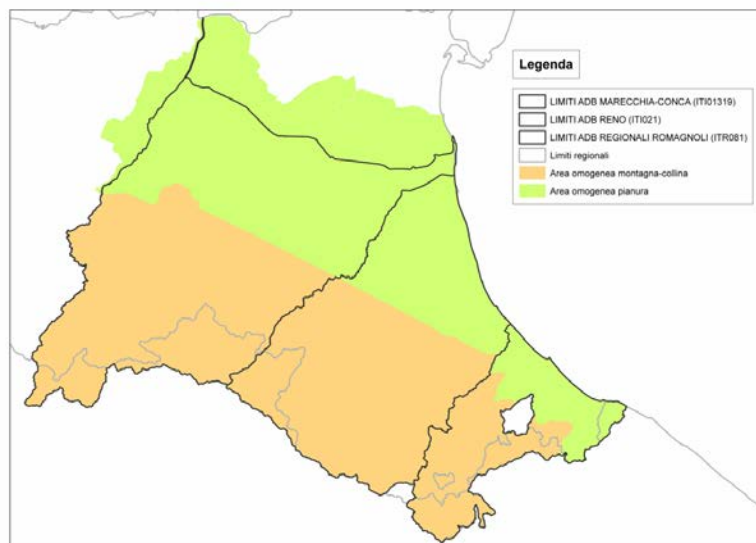 Legenda
LIMITI ADB MARECCHIA-CONCA (ITI01319)
LIMITI ADB RENO (ITI021)
LIMITI ADB REGIONALI ROMAGNOLI (ITR081)
Limiti regionali
Area omogenea montagna-collina
Area omogenea pianura